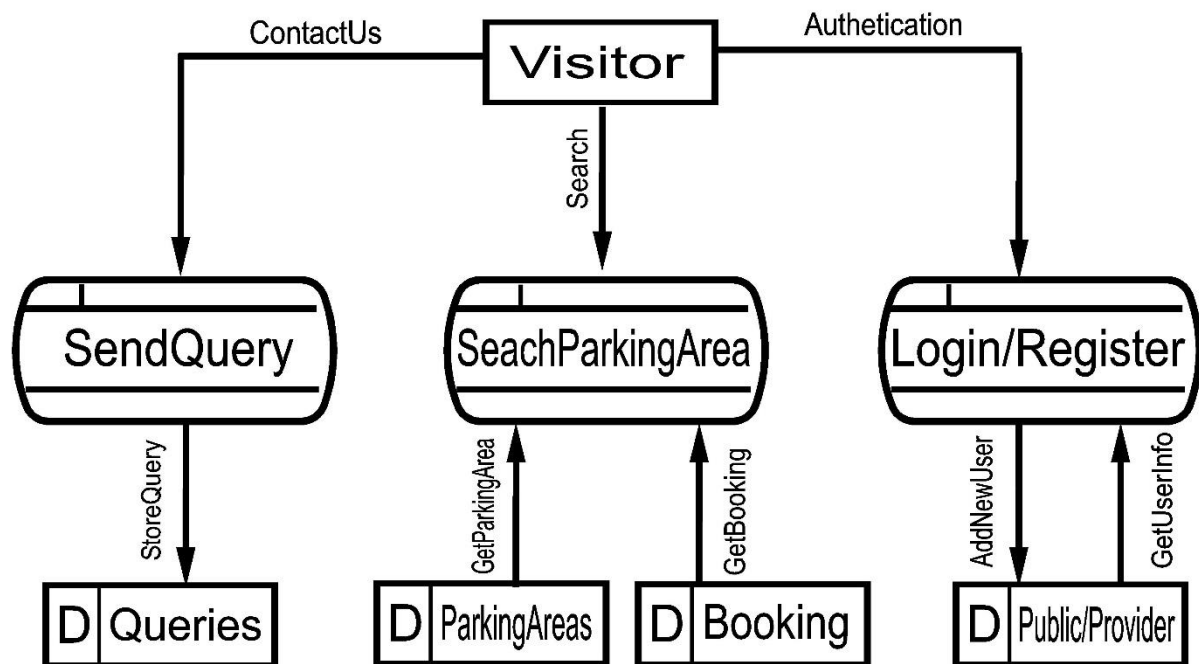 ContactUs
Visitor
Authetication
Search
SendQuery
SeachParkingArea
Login/Register
StoreQuery
GetParkingArea
GetBooking
AddNewUser
GetUserInfo
D Queries
D ParkingAreas
D Booking
D Public/Provider